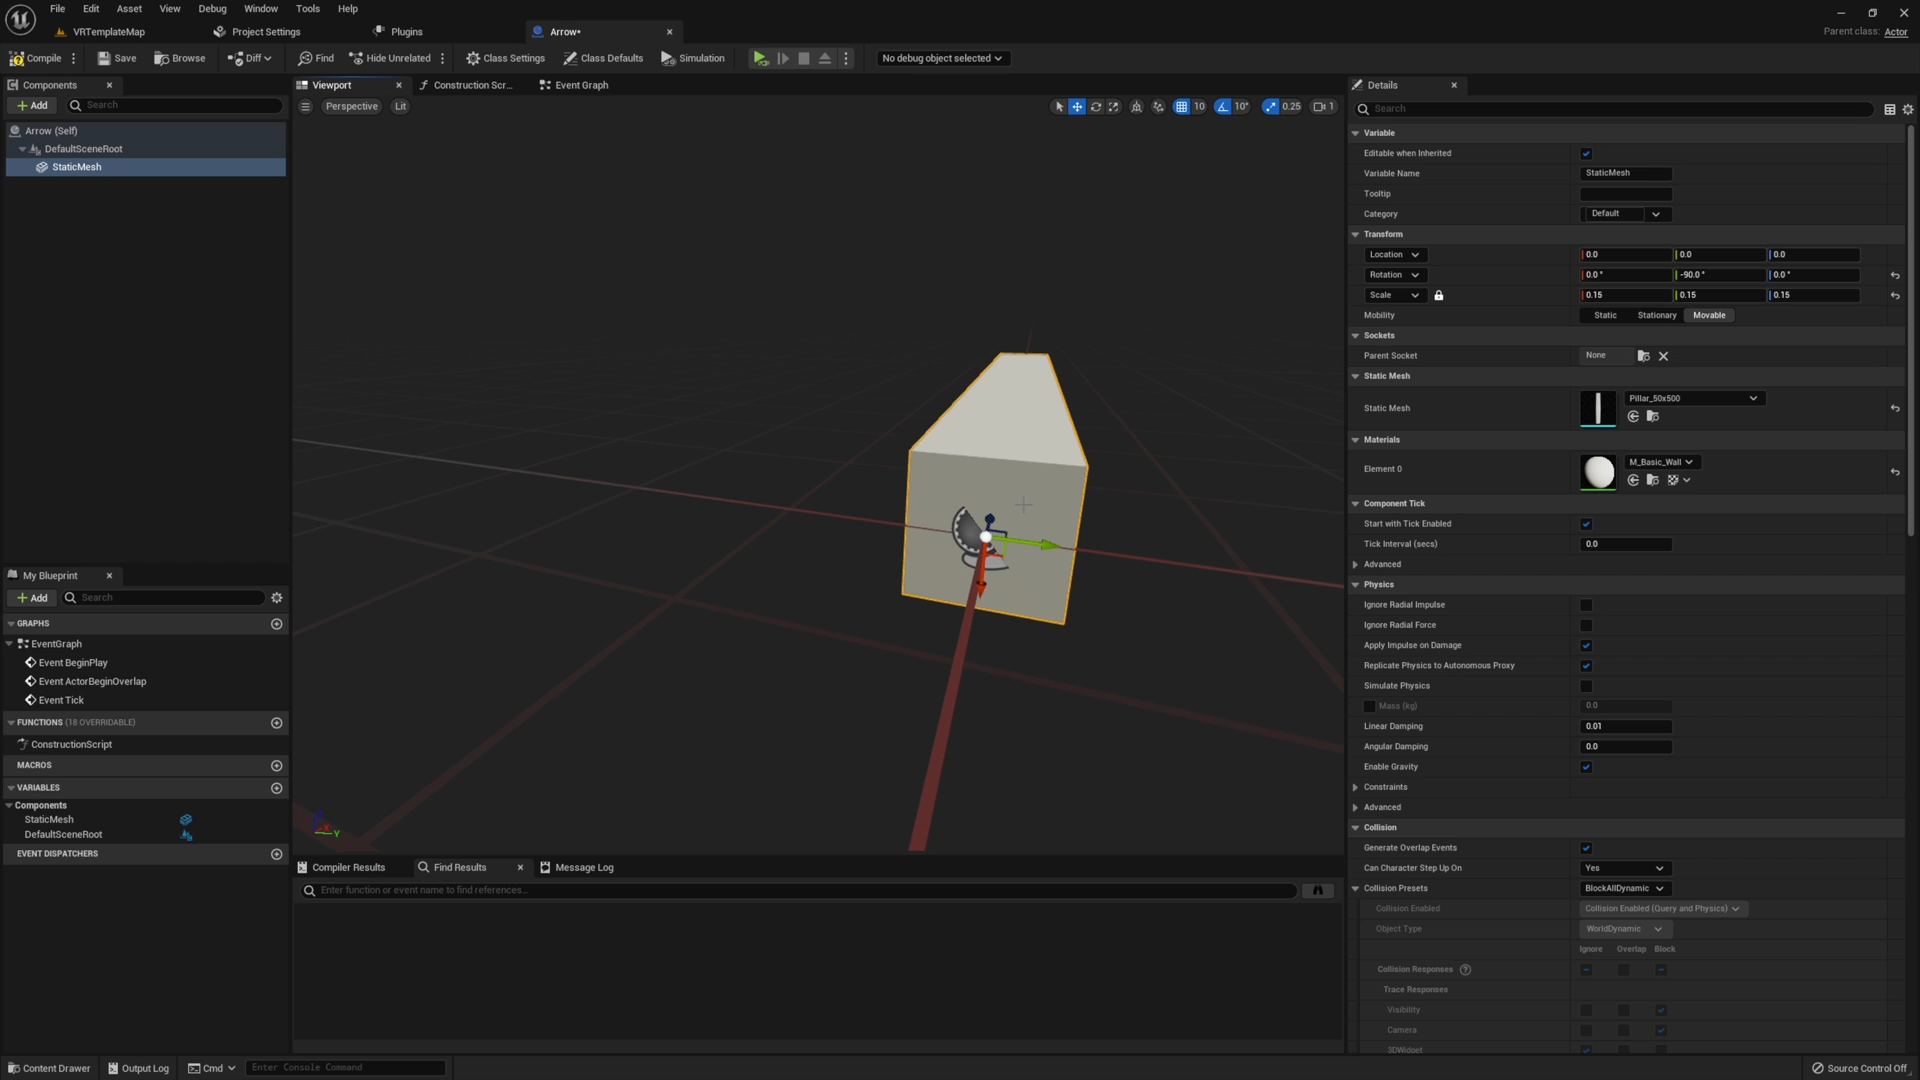 File Edit Asset View Debug Window Tools Help
VRTemplateMap Project Settings Plugins Arrow*
Parent class: Actor
Compile Save Browse Diff Find Hide Unrelated Class Settings Class Defaults Simulation No debug object selected
Components
Add Search
Arrow (Self)
DefaultSceneRoot
StaticMesh
My Blueprint
Add Search
GRAPHS
EventGraph
Event BeginPlay
Event ActorBeginOverlap
Event Tick
FUNCTIONS (18 OVERRIDABLE)
ConstructionScript
MACROS
VARIABLES
Components
StaticMesh
DefaultSceneRoot
EVENT DISPATCHERS
Viewport Construction Scr... Event Graph
Perspective Lit 10 10° 0.25 1
Y
Compiler Results Find Results Message Log
Enter function or event name to find references...
Details
Search
Variable
Editable when Inherited
Variable Name StaticMesh
Tooltip
Category Default
Transform
Location 0.0 0.0 0.0
Rotation 0.0 ° -90.0 ° 0.0 °
Scale 0.15 0.15 0.15
Mobility Static Stationary Movable
Sockets
Parent Socket None
Static Mesh
Static Mesh Pillar_50x500
Materials
Element 0 M_Basic_Wall
Component Tick
Start with Tick Enabled
Tick Interval (secs) 0.0
Advanced
Physics
Ignore Radial Impulse
Ignore Radial Force
Apply Impulse on Damage
Replicate Physics to Autonomous Proxy
Simulate Physics
Mass (kg) 0.0
Linear Damping 0.01
Angular Damping 0.0
Enable Gravity
Constraints
Advanced
Collision
Generate Overlap Events
Can Character Step Up On Yes
Collision Presets BlockAllDynamic
Collision Enabled Collision Enabled (Query and Physics)
Object Type WorldDynamic
Ignore Overlap Block
Collision Responses ?
Trace Responses
Visibility
Camera
3DWidget
Content Drawer Output Log Cmd Enter Console Command Source Control Off